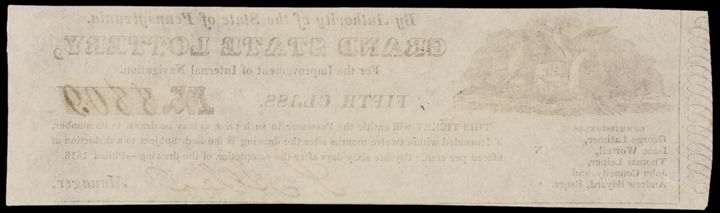 By Authority of the State of Pennsylvania.
GRAND STATE LOTTERY,
For the Improvement of Internal Navigation.
FIFTH CLASS.
No. 8809
THIS TICKET will entitle the Possessor to such prize as may be drawn to its number,
if demanded within twelve months after the drawing is finished. Subject to a deduction of
fifteen per cent. Payable sixty days after the completion of the drawing.—Philad. 1813.
Manager.
COMMISSIONERS.
George Latimer,
Isaac Worrell,
Thomas Leiper,
John Connelly, and
Andrew Bayard, Esqrs.